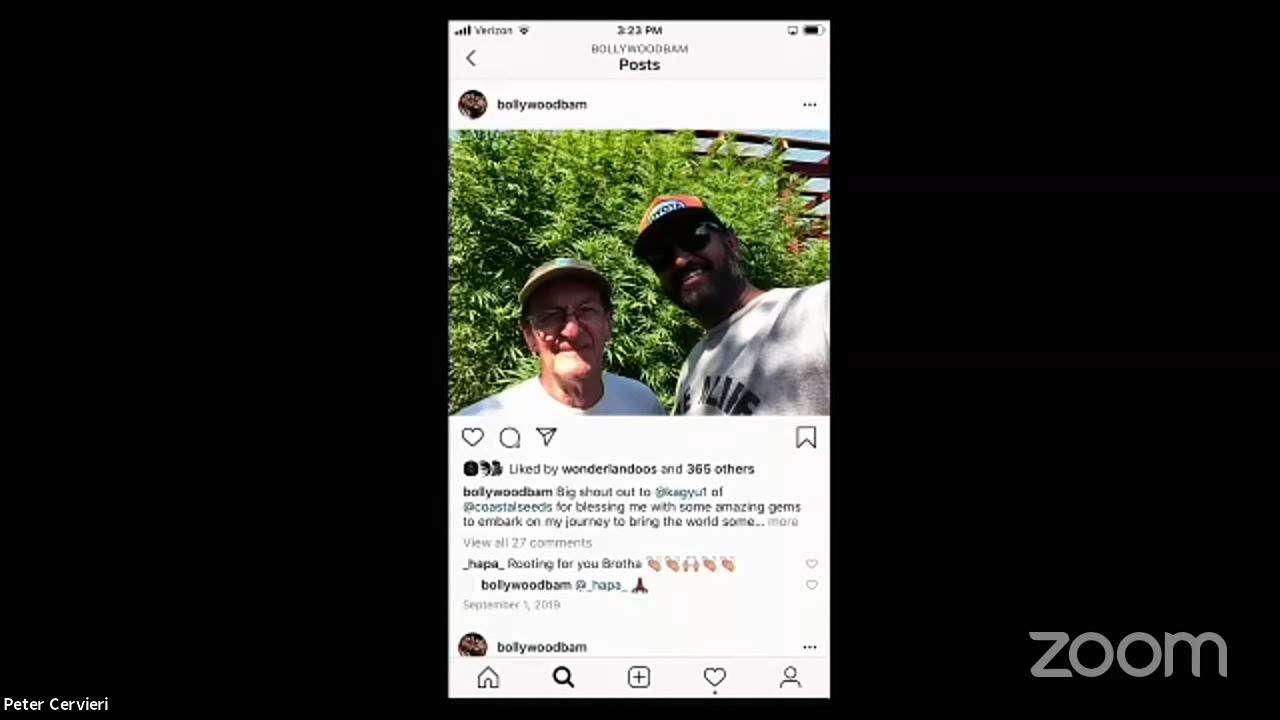 Verizon
3:23 PM
BOLLYWOODBAM
Posts
bollywoodbam
TOYOTA
E ALIVE
Liked by wonderlandoos and 365 others
bollywoodbam Big shout out to @kagyu1 of
@coastalseeds for blessing me with some amazing gems
to embark on my journey to bring the world some... more
View all 27 comments
_hapa_ Rooting for you Brotha 👏🏼👏🏼🙌🏼👏🏼👏🏼
bollywoodbam @_hapa_ 🙏🏿
September 1, 2019
bollywoodbam
Peter Cervieri
zoom